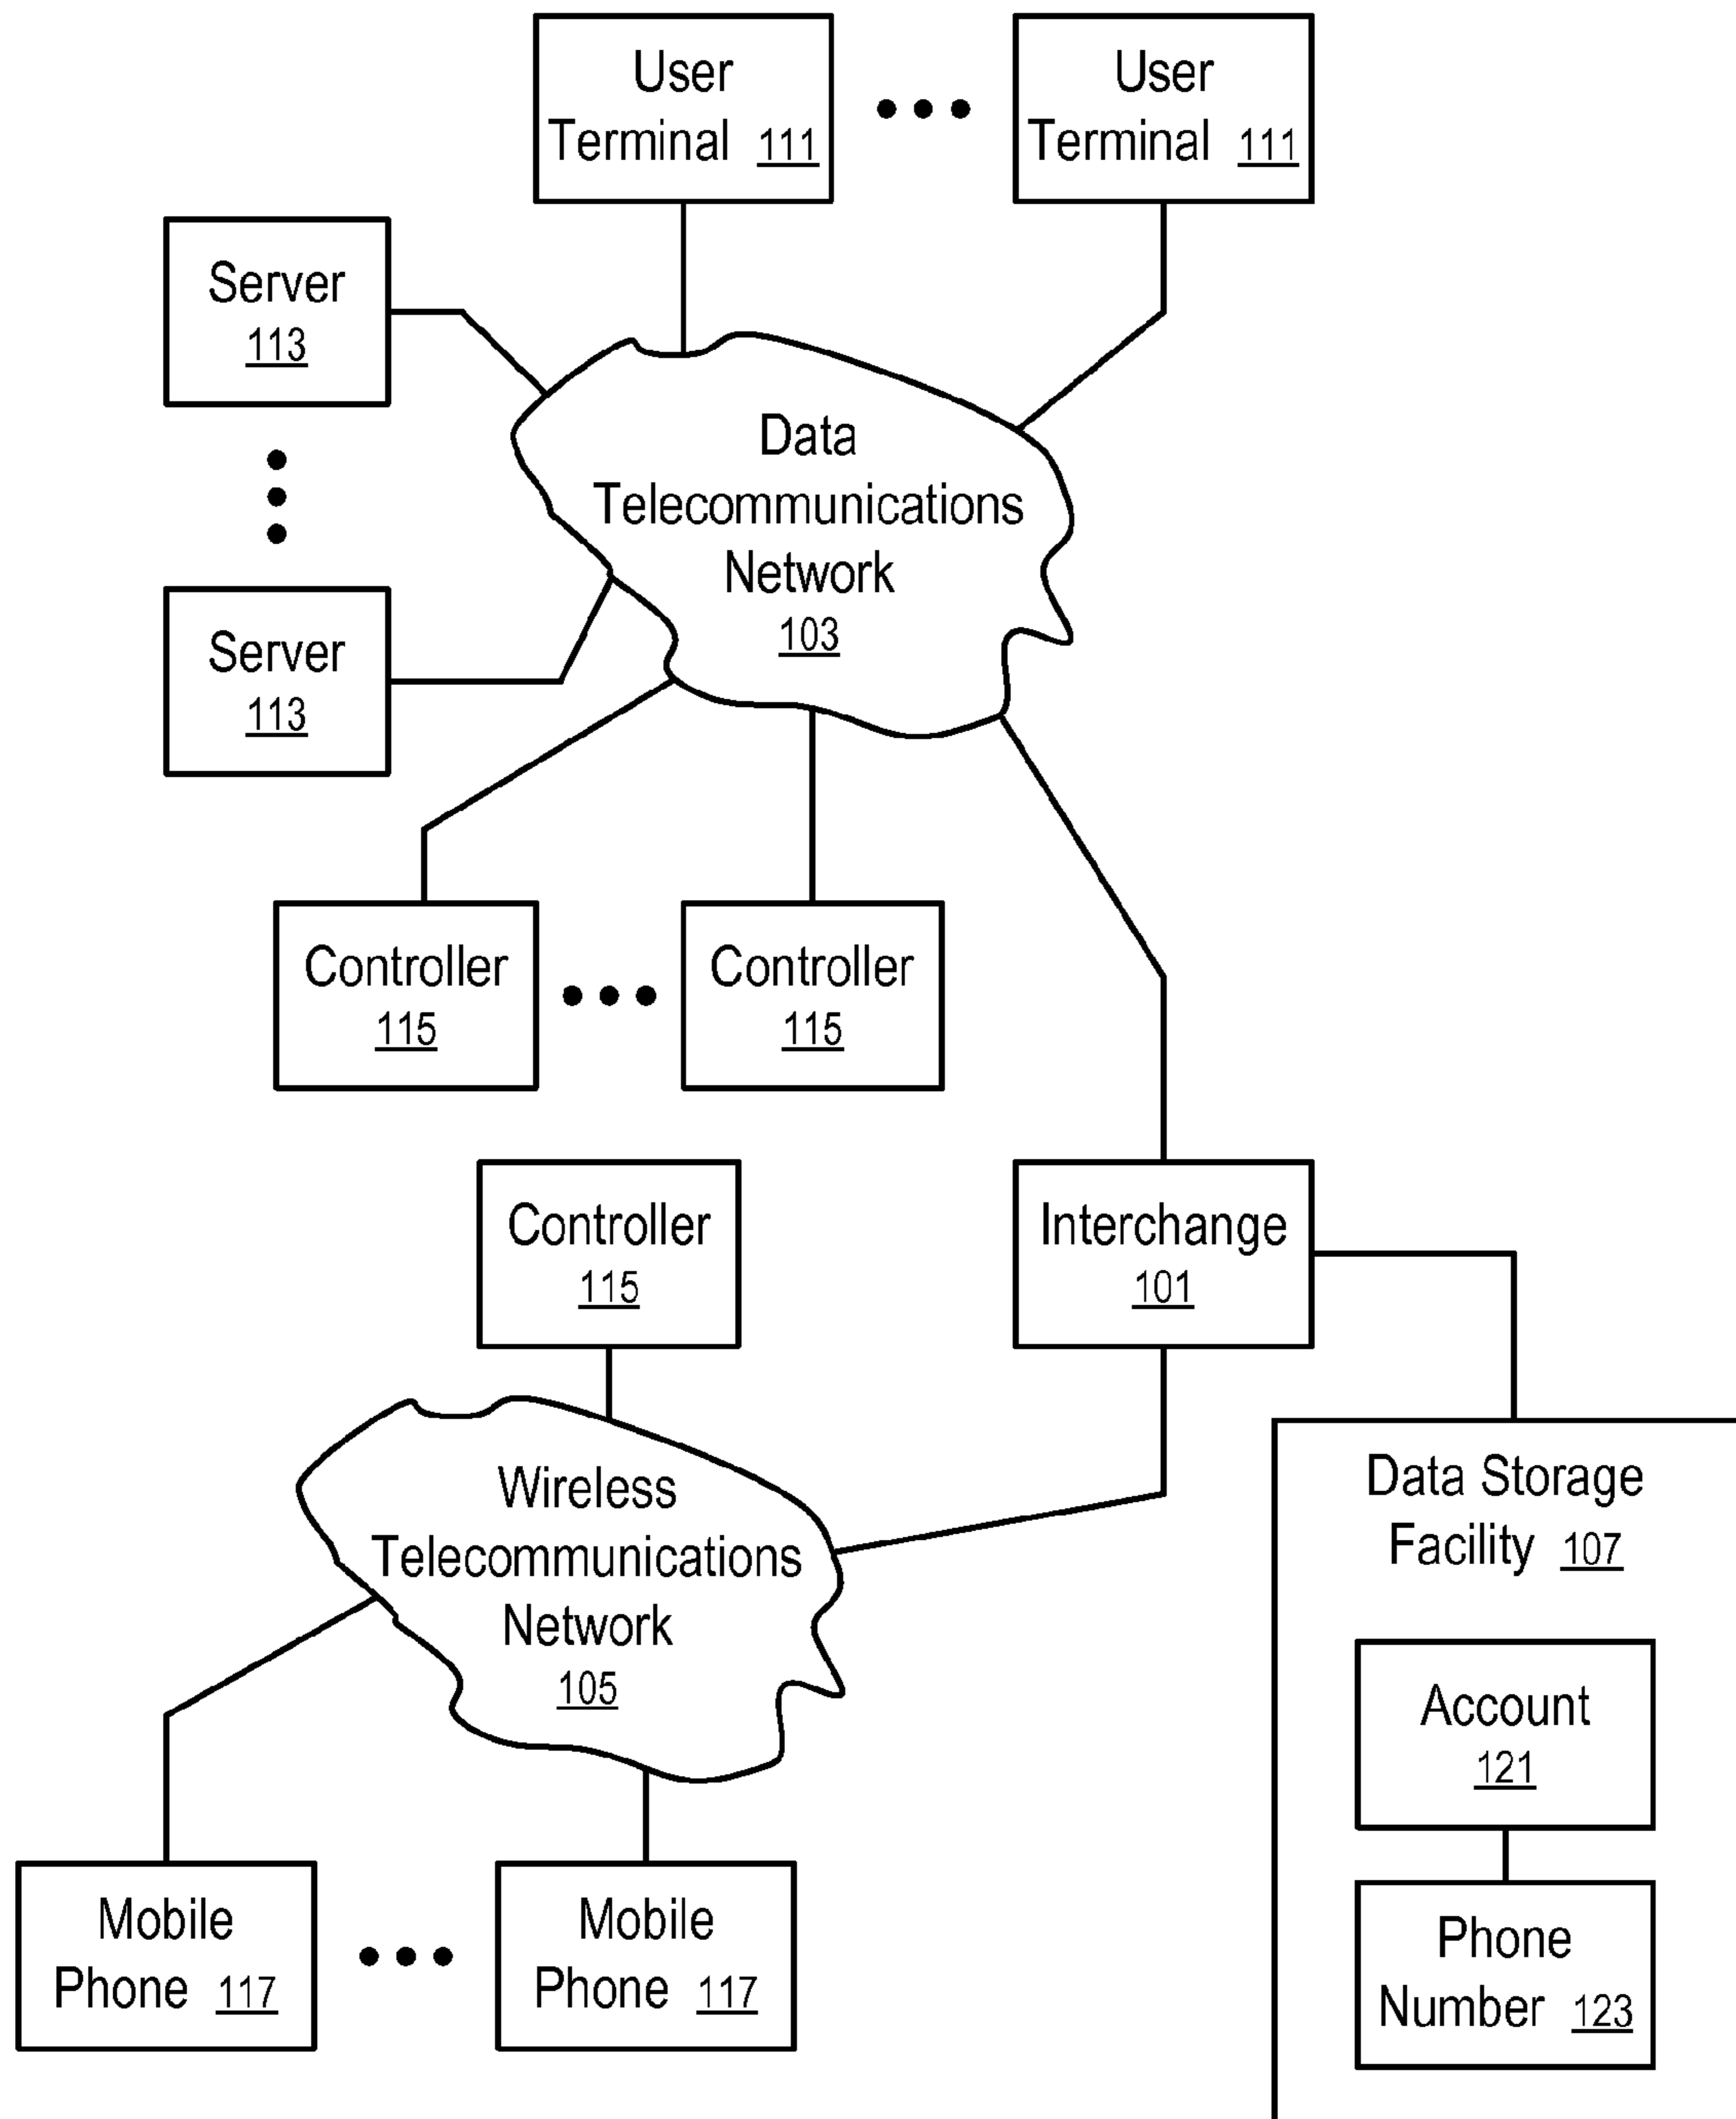 User
Terminal 111
User
Terminal 111
Server
113
Data
Telecommunications
Network
103
Server
113
Controller
115
Controller
115
Controller
115
Interchange
101
Wireless
Telecommunications
Network
105
Data Storage
Facility 107
Account
121
Mobile
Phone 117
Mobile
Phone 117
Phone
Number 123